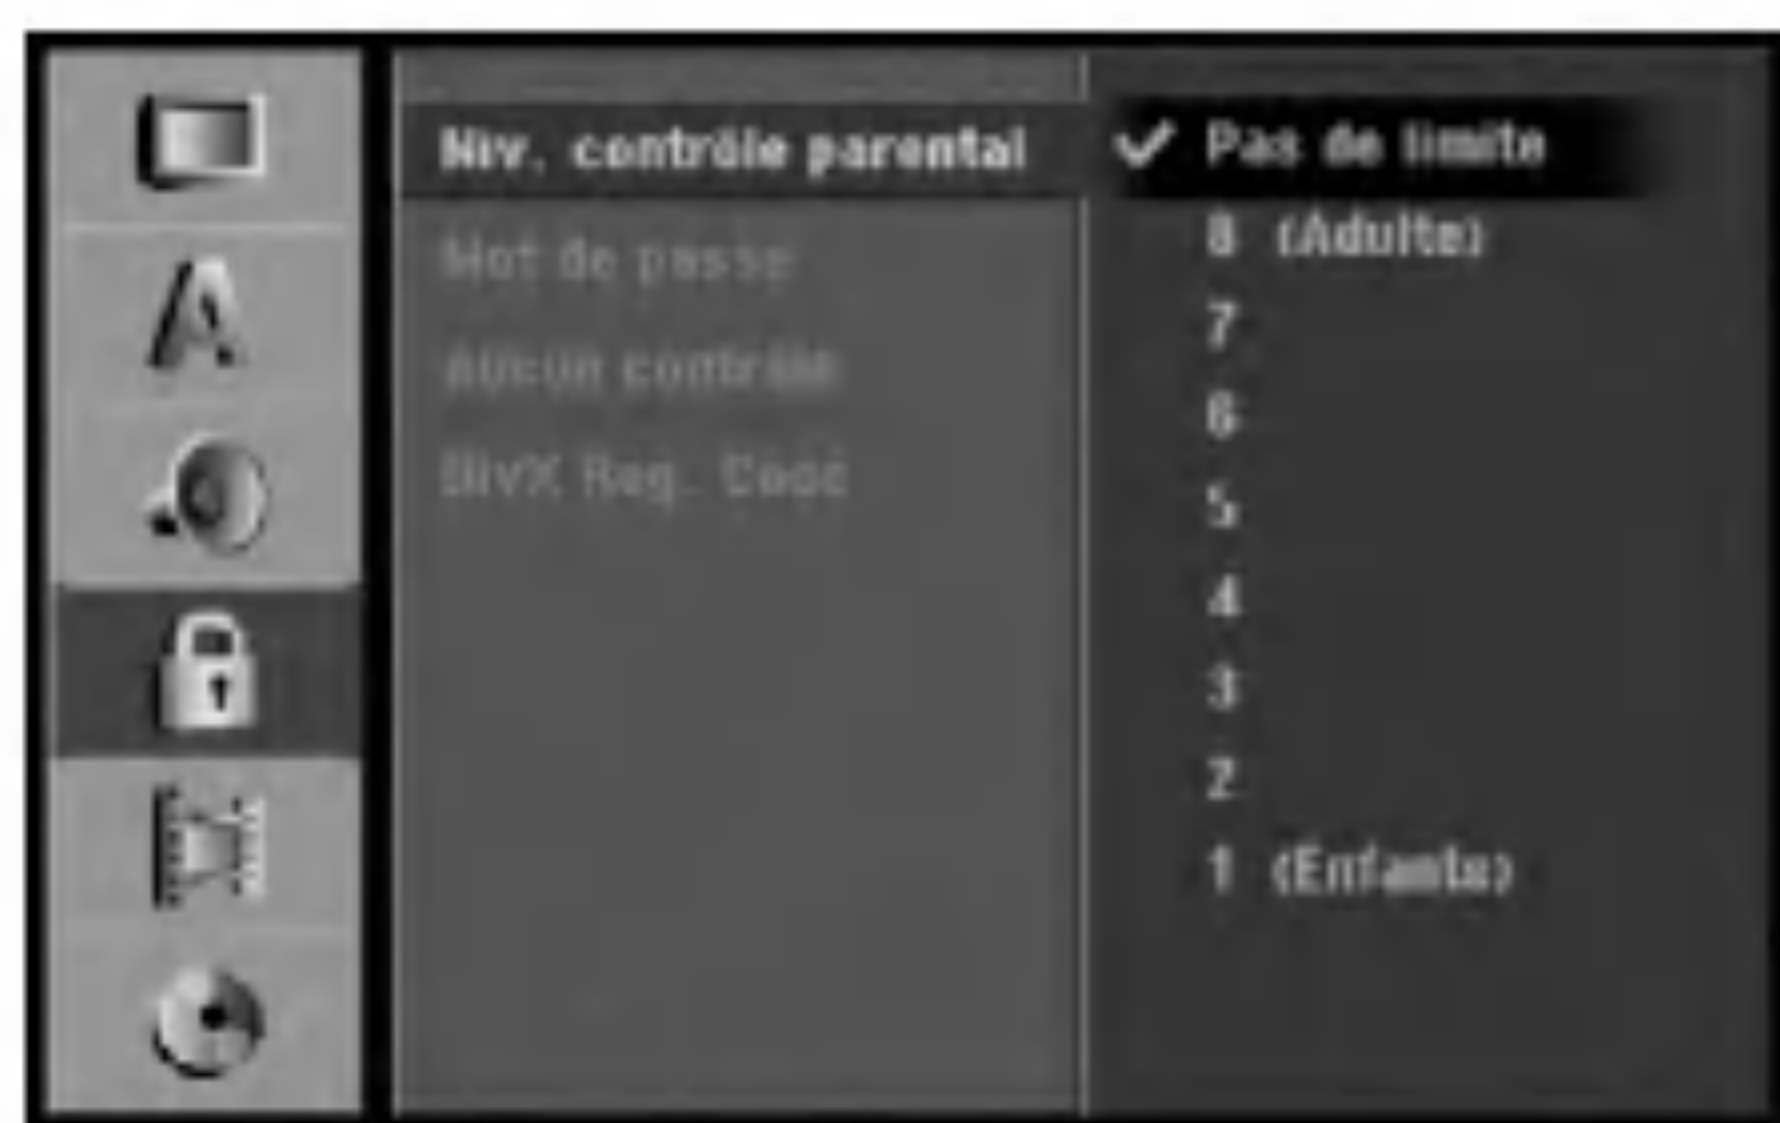 Niv. contrôle parental
Mot de passe
Aucun contrôle
DivX Reg. Code
✓ Pas de limite
8 (Adulte)
7
6
5
4
3
2
1 (Enfants)